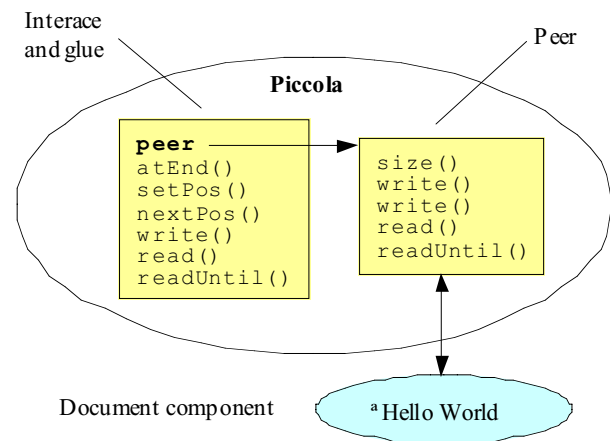 Interace
and glue
Peer
Piccola
peer
atEnd()
setPos()
nextPos()
write()
read()
readUntil()
size()
write()
write()
read()
readUntil()
Document component
ª Hello World